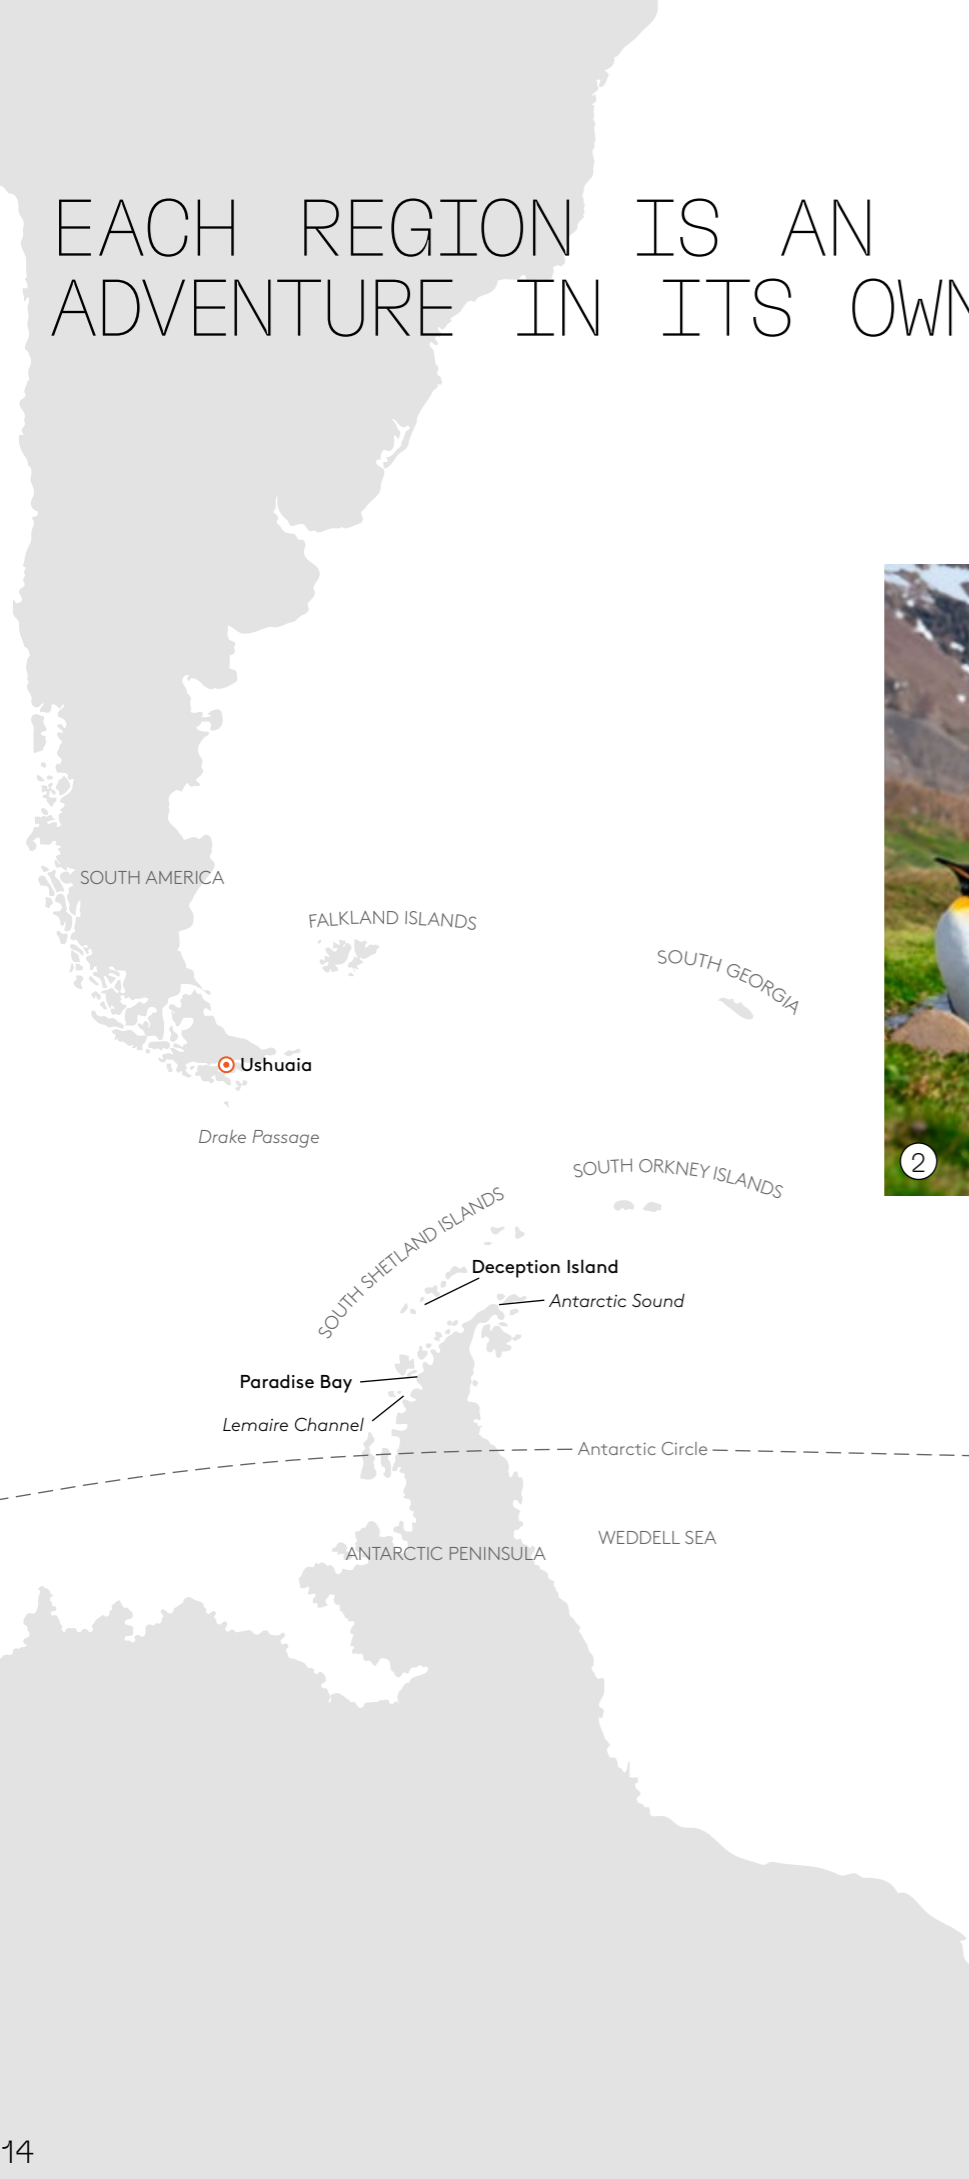 EACH REGION IS AN
ADVENTURE IN ITS OWN
SOUTH AMERICA
FALKLAND ISLANDS
SOUTH GEORGIA
Ushuaia
Drake Passage
2
SOUTH ORKNEY ISLANDS
SOUTH SHETLAND ISLANDS
Deception Island
Antarctic Sound
Paradise Bay
Lemaire Channel
Antarctic Circle
WEDDELL SEA
ANTARCTIC PENINSULA
14